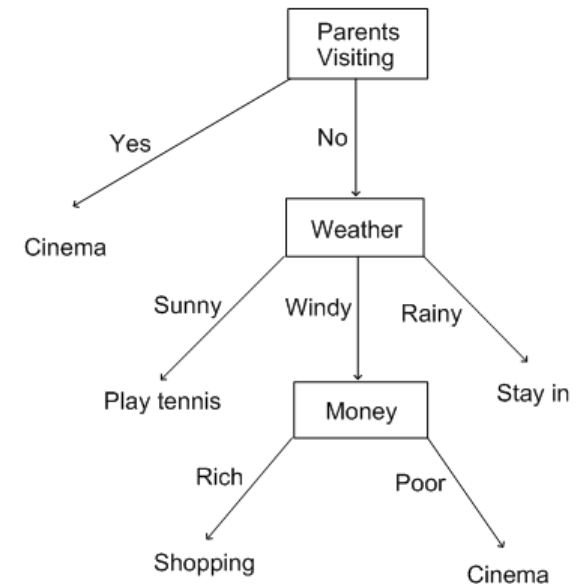 Parents
Visiting
Yes
No
Cinema
Weather
Sunny
Windy
Rainy
Play tennis
Money
Stay in
Rich
Poor
Shopping
Cinema